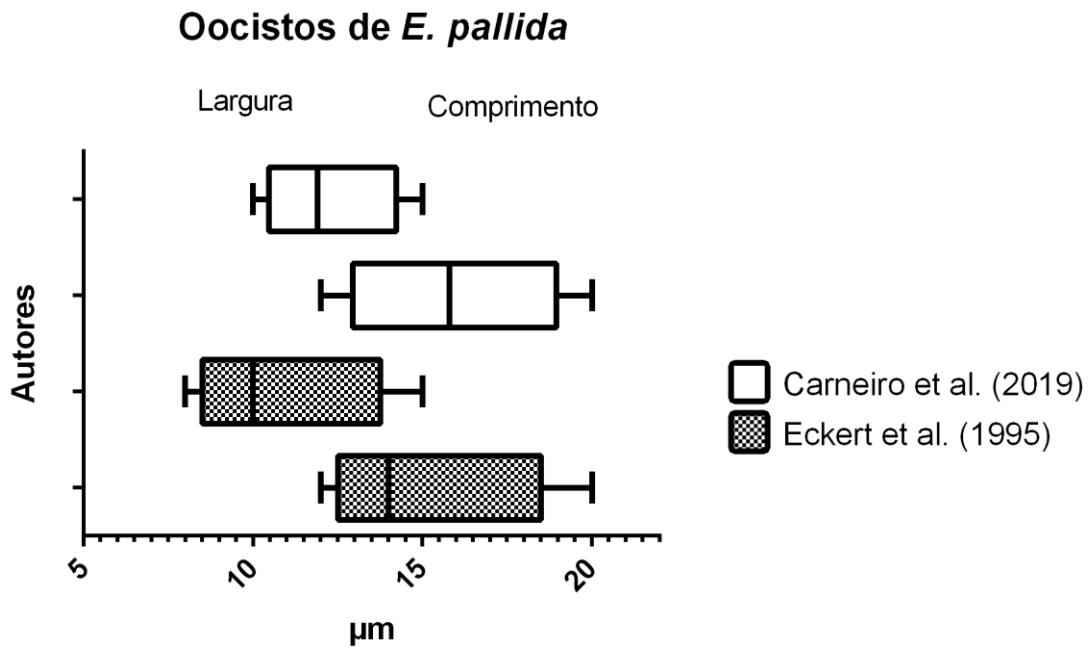 Oocistos de E. pallida
Largura
Comprimento
Autores
Carneiro et al. (2019)
Eckert et al. (1995)
5
10
15
20
µm